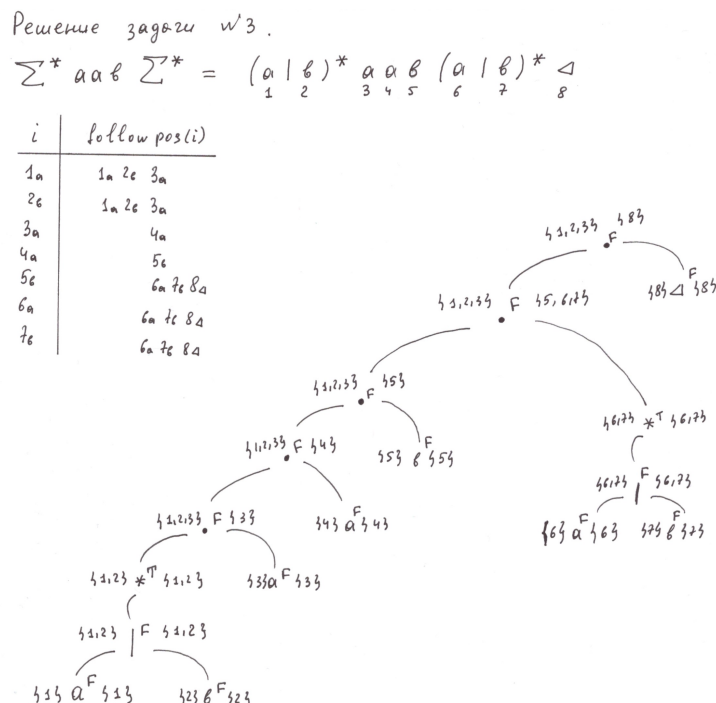 Решение задачи №3.
Σ* a a b Σ* = (a | b)* a a b (a | b)* ⊲
1 2 3 4 5 6 7 8
i followpos(i)
1a 1a 2b 3a
2b 1a 2b 3a
3a 4a
4a 5b
5b 6a 7b 8⊲
6a 6a 7b 8⊲
7b 6a 7b 8⊲
{1,2,3} • F {8}
{8} ⊲ F {8}
{1,2,3} • F {5,6,7}
{1,2,3} • F {5}
{6,7} * T {6,7}
{1,2,3} • F {4}
{5} b F {5}
{6,7} | F {6,7}
{1,2,3} • F {3}
{4} a F {4}
{6} a F {6}
{7} b F {7}
{1,2} * T {1,2}
{3} a F {3}
{1,2} | F {1,2}
{1} a F {1}
{2} b F {2}